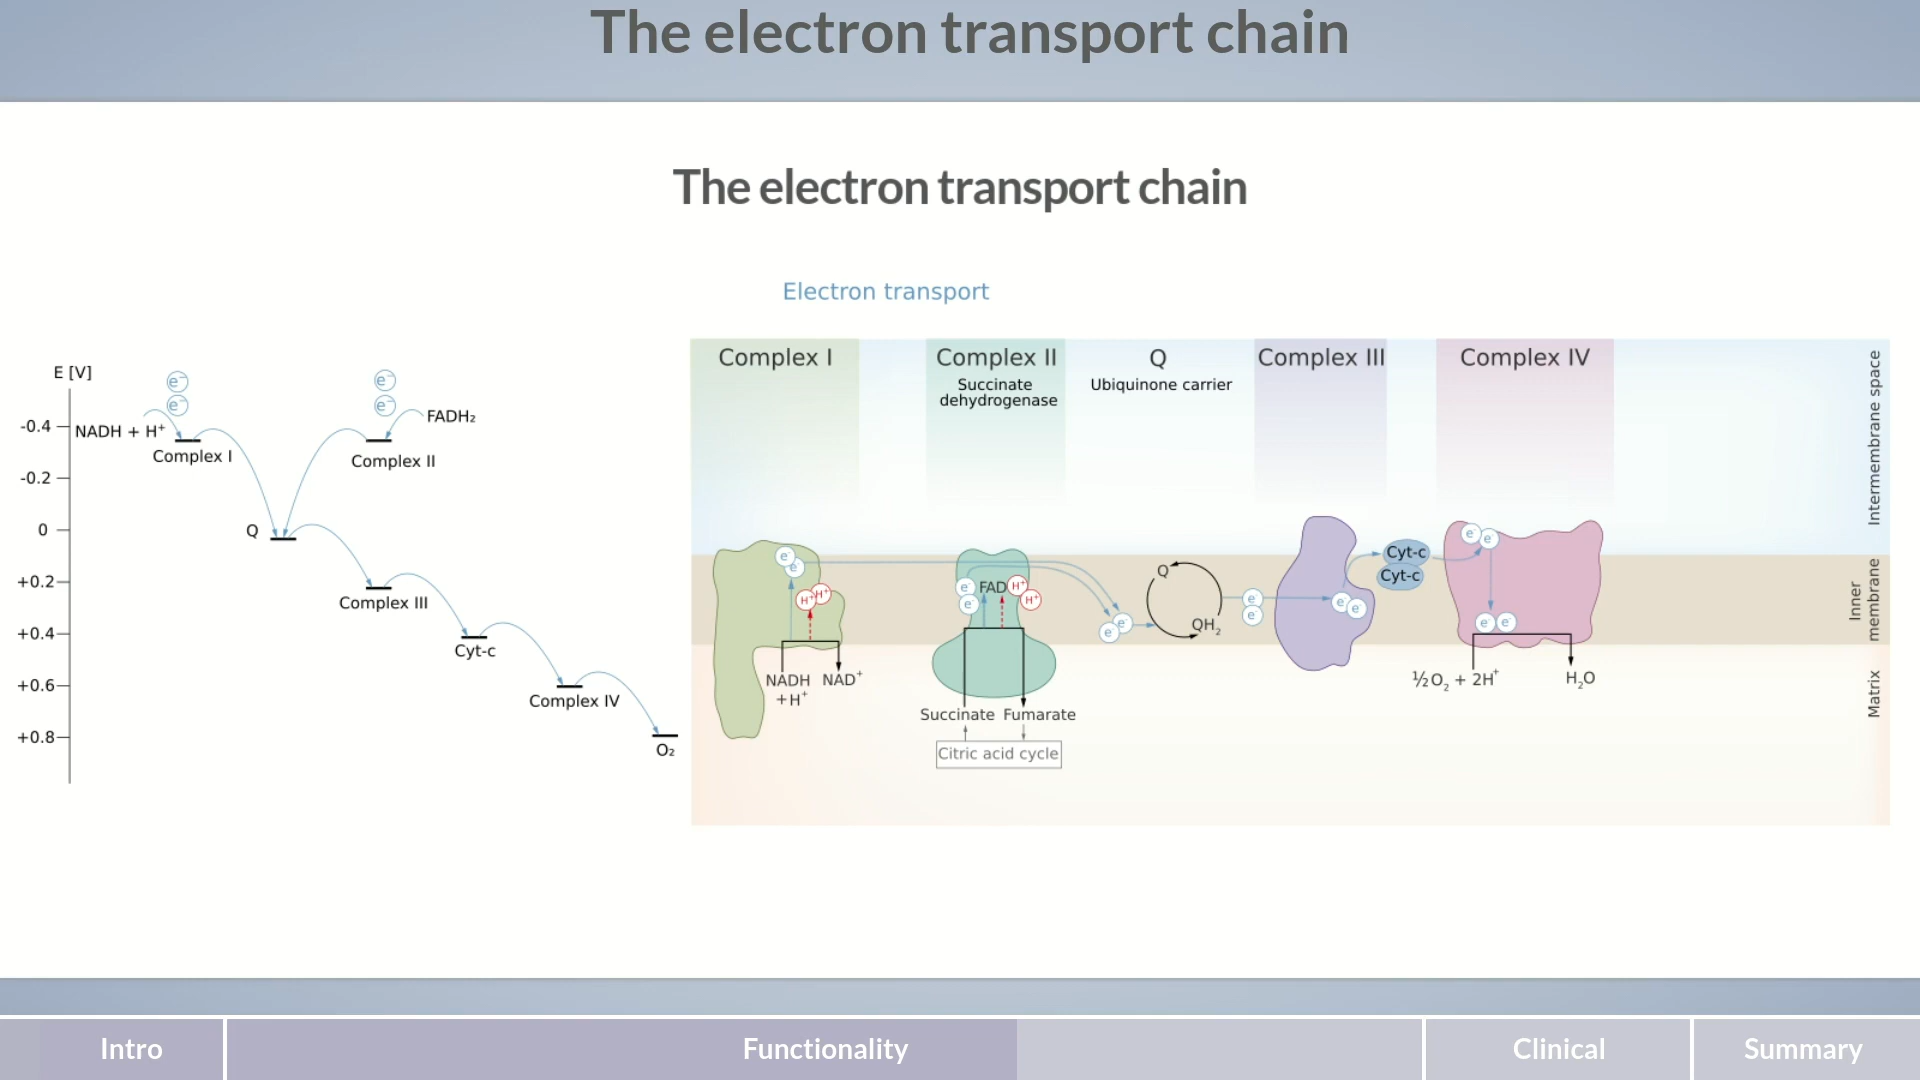 The electron transport chain
The electron transport chain
Electron transport
E [V]
-0.4
-0.2
0
+0.2
+0.4
+0.6
+0.8
e⁻
e⁻
NADH + H⁺
Complex I
e⁻
e⁻
FADH₂
Complex II
Q
Complex III
Cyt-c
Complex IV
O₂
Complex I
Complex II
Succinate
dehydrogenase
Q
Ubiquinone carrier
Complex III
Complex IV
Intermembrane space
Inner
membrane
Matrix
e⁻
e⁻
H⁺
H⁺
NADH
+H⁺
NAD⁺
e⁻
e⁻
FAD
H⁺
H⁺
Succinate
Fumarate
Citric acid cycle
e⁻
e⁻
Q
QH₂
e⁻
e⁻
e⁻
e⁻
Cyt-c
Cyt-c
e⁻
e⁻
e⁻
e⁻
½O₂ + 2H⁺
H₂O
Intro
Functionality
Clinical
Summary